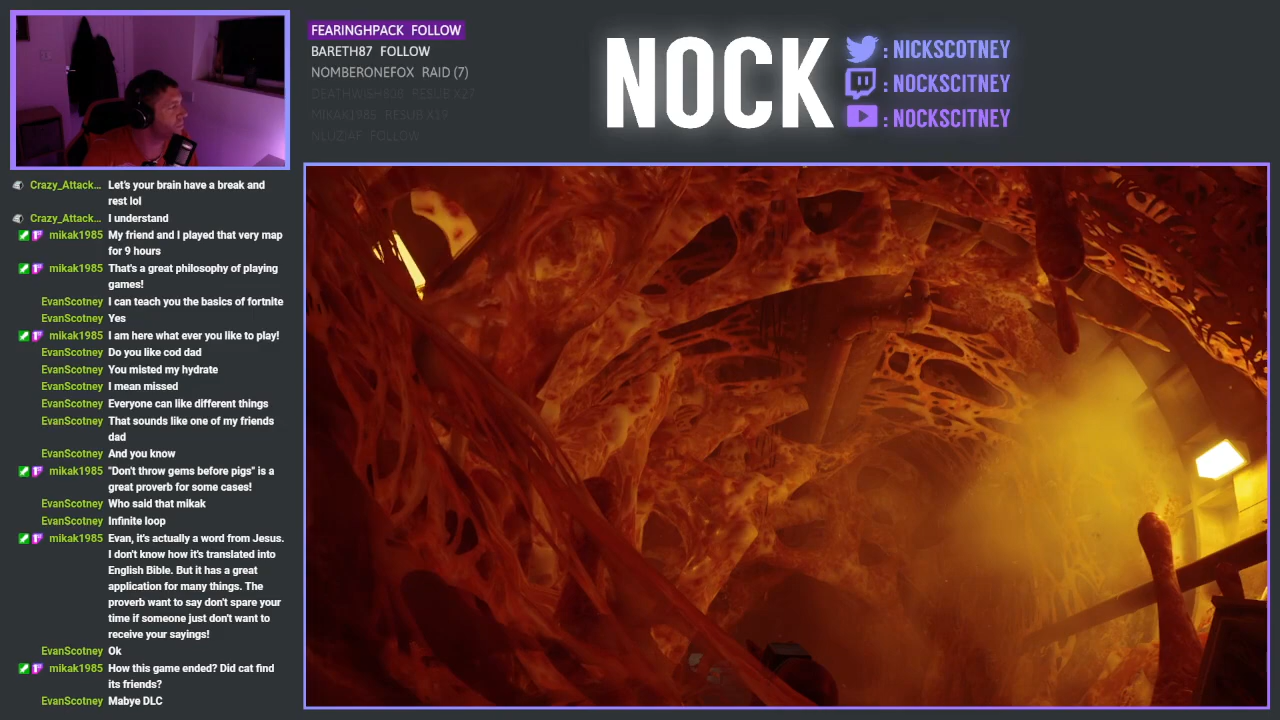 FEARINGHPACK FOLLOW
BARETH87 FOLLOW
NOMBERONEFOX RAID (7)
DEATHWISH808 RESUB X27
MIKAK1985 RESUB X19
NLUZIAF FOLLOW
NOCK
: NICKSCOTNEY
: NOCKSCITNEY
: NOCKSCITNEY
Crazy_Attack... Let's your brain have a break and
rest lol
Crazy_Attack... I understand
mikak1985 My friend and I played that very map
for 9 hours
mikak1985 That's a great philosophy of playing
games!
EvanScotney I can teach you the basics of fortnite
EvanScotney Yes
mikak1985 I am here what ever you like to play!
EvanScotney Do you like cod dad
EvanScotney You misted my hydrate
EvanScotney I mean missed
EvanScotney Everyone can like different things
EvanScotney That sounds like one of my friends
dad
EvanScotney And you know
mikak1985 "Don't throw gems before pigs" is a
great proverb for some cases!
EvanScotney Who said that mikak
EvanScotney Infinite loop
mikak1985 Evan, it's actually a word from Jesus.
I don't know how it's translated into
English Bible. But it has a great
application for many things. The
proverb want to say don't spare your
time if someone just don't want to
receive your sayings!
EvanScotney Ok
mikak1985 How this game ended? Did cat find
its friends?
EvanScotney Mabye DLC